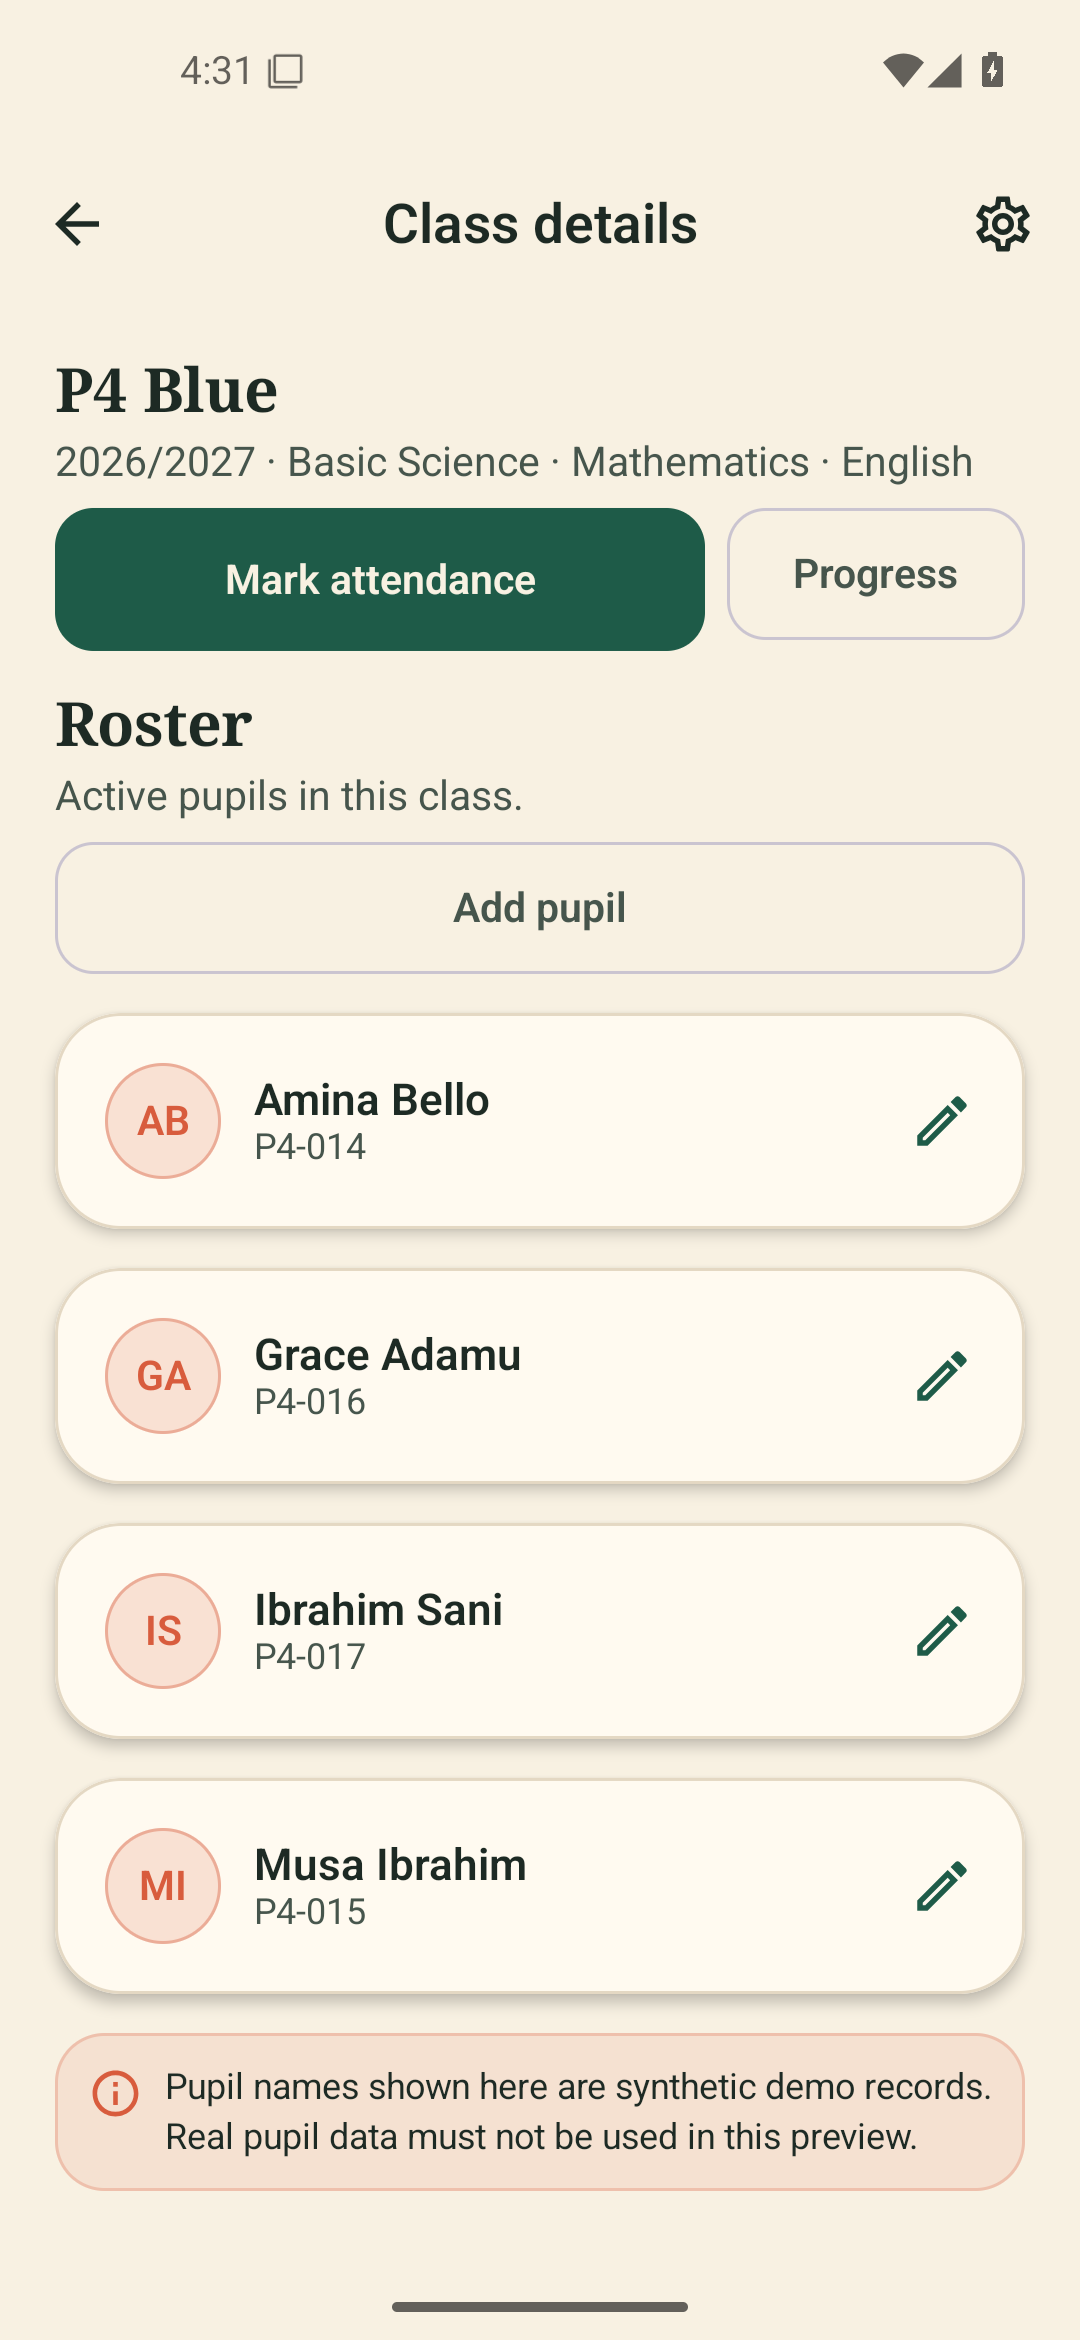 4:31
Class details
P4 Blue
2026/2027 · Basic Science · Mathematics · English
Mark attendance
Progress
Roster
Active pupils in this class.
Add pupil
AB
Amina Bello
P4-014
GA
Grace Adamu
P4-016
IS
Ibrahim Sani
P4-017
MI
Musa Ibrahim
P4-015
Pupil names shown here are synthetic demo records.
Real pupil data must not be used in this preview.